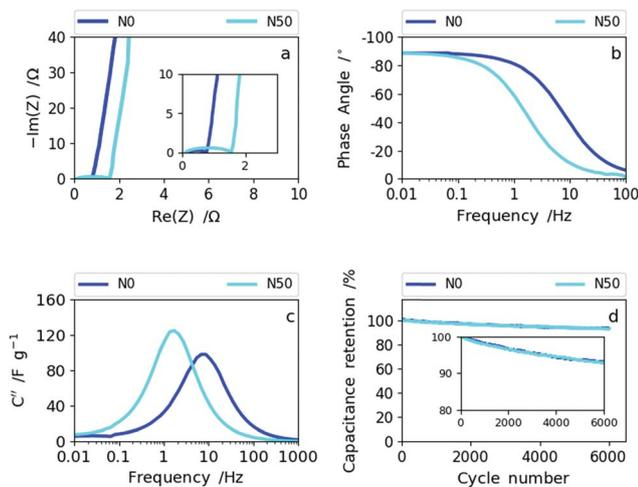 N0 N50
40
30
20
10
0
−Im(Z) /Ω
a
10
5
0
0 2
0 2 4 6 8 10
Re(Z) /Ω
N0 N50
-100
-80
-60
-40
-20
0
Phase Angle /°
b
0.01 0.1 1 10 100
Frequency /Hz
N0 N50
160
120
80
40
0
C″ /F g⁻¹
c
0.01 0.1 1 10 100 1000
Frequency /Hz
N0 N50
100
80
60
40
20
0
Capacitance retention /%
d
100
90
80
0 2000 4000 6000
0 2000 4000 6000
Cycle number